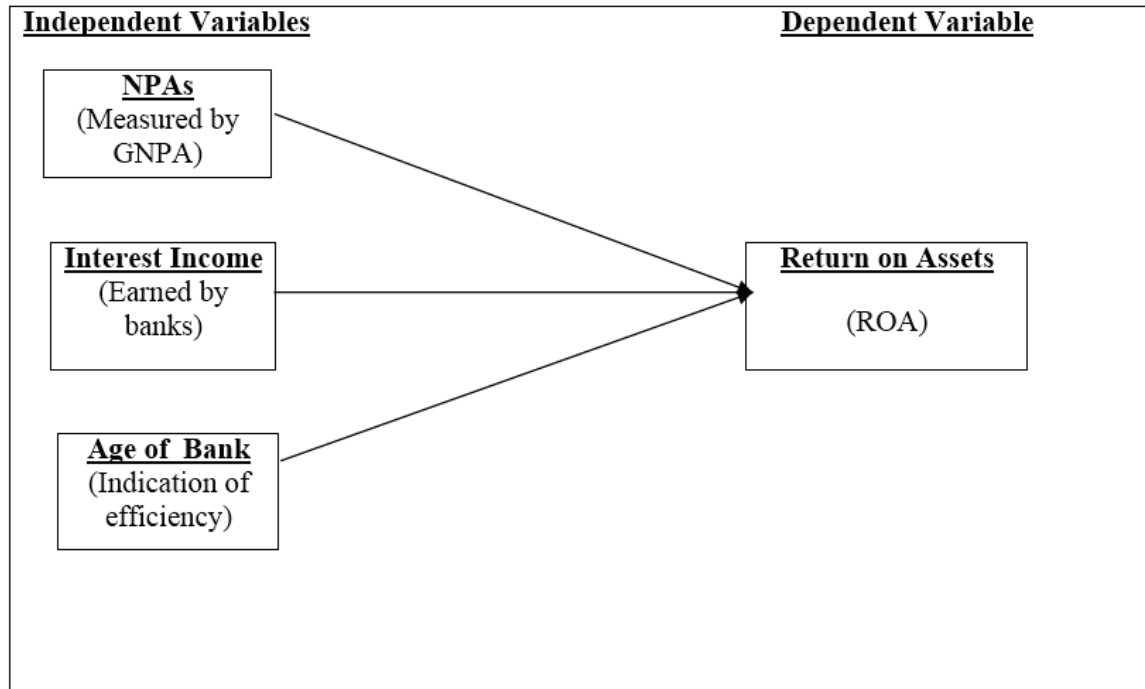 Independent Variables
Dependent Variable
NPAs
(Measured by
GNPA)
Interest Income
(Earned by
banks)
Return on Assets
(ROA)
Age of Bank
(Indication of
efficiency)